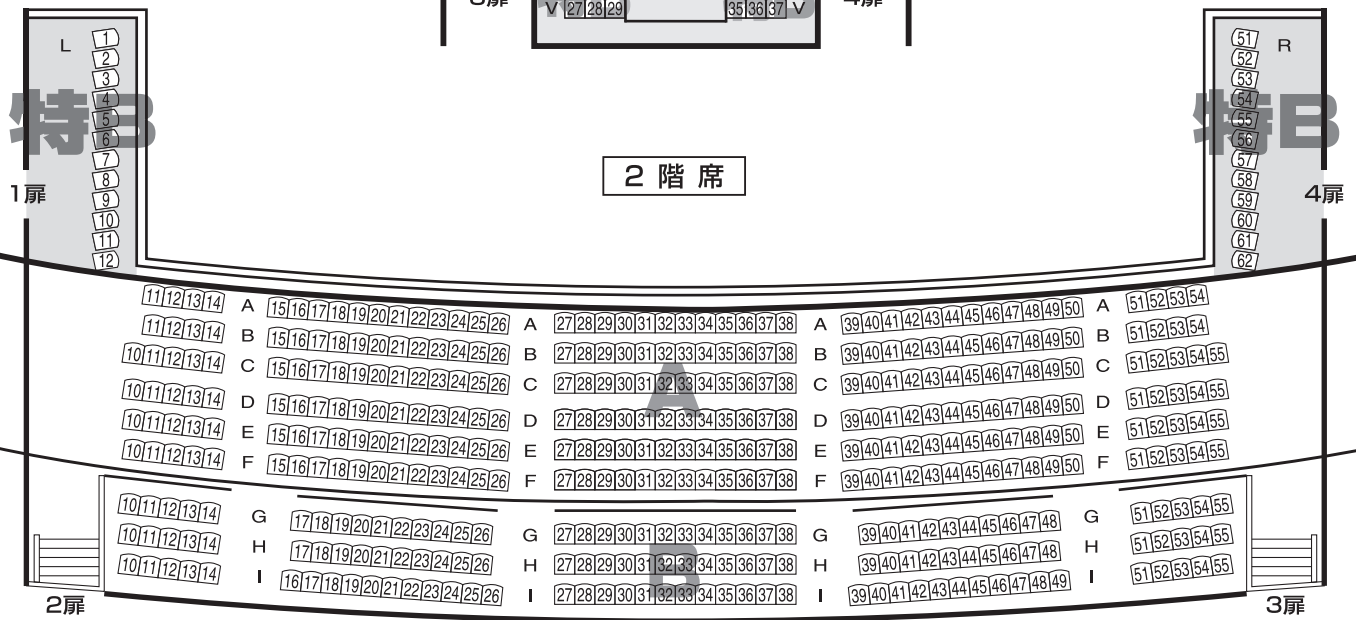 3扉 V 27 28 29 35 36 37 V 4扉
L
1
2
3
4
5
6
7
8
9
10
11
12
特B
1扉
2階席
R
51
52
53
54
55
56
57
58
59
60
61
62
特B
4扉
11 12 13 14 A 15 16 17 18 19 20 21 22 23 24 25 26 A 27 28 29 30 31 32 33 34 35 36 37 38 A 39 40 41 42 43 44 45 46 47 48 49 50 A 51 52 53 54
11 12 13 14 B 15 16 17 18 19 20 21 22 23 24 25 26 B 27 28 29 30 31 32 33 34 35 36 37 38 B 39 40 41 42 43 44 45 46 47 48 49 50 B 51 52 53 54
10 11 12 13 14 C 15 16 17 18 19 20 21 22 23 24 25 26 C 27 28 29 30 31 32 33 34 35 36 37 38 C 39 40 41 42 43 44 45 46 47 48 49 50 C 51 52 53 54 55
A
10 11 12 13 14 D 15 16 17 18 19 20 21 22 23 24 25 26 D 27 28 29 30 31 32 33 34 35 36 37 38 D 39 40 41 42 43 44 45 46 47 48 49 50 D 51 52 53 54 55
10 11 12 13 14 E 15 16 17 18 19 20 21 22 23 24 25 26 E 27 28 29 30 31 32 33 34 35 36 37 38 E 39 40 41 42 43 44 45 46 47 48 49 50 E 51 52 53 54 55
10 11 12 13 14 F 15 16 17 18 19 20 21 22 23 24 25 26 F 27 28 29 30 31 32 33 34 35 36 37 38 F 39 40 41 42 43 44 45 46 47 48 49 50 F 51 52 53 54 55
10 11 12 13 14 G 17 18 19 20 21 22 23 24 25 26 G 27 28 29 30 31 32 33 34 35 36 37 38 G 39 40 41 42 43 44 45 46 47 48 G 51 52 53 54 55
10 11 12 13 14 H 17 18 19 20 21 22 23 24 25 26 H 27 28 29 30 31 32 33 34 35 36 37 38 H 39 40 41 42 43 44 45 46 47 48 H 51 52 53 54 55
B
10 11 12 13 14 I 16 17 18 19 20 21 22 23 24 25 26 I 27 28 29 30 31 32 33 34 35 36 37 38 I 39 40 41 42 43 44 45 46 47 48 49 I 51 52 53 54 55
2扉
3扉